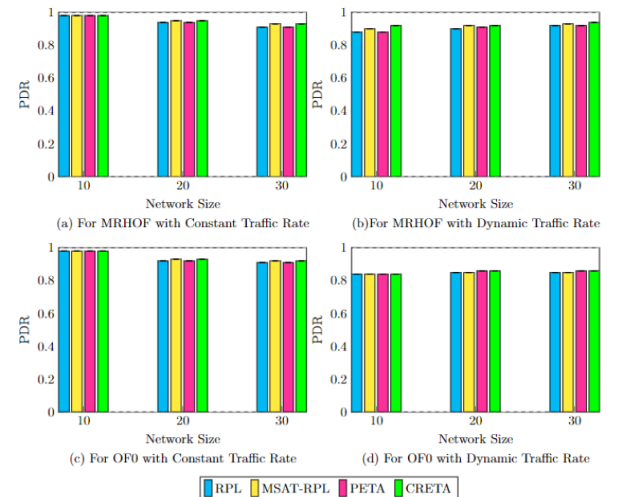 1
0.8
0.6
0.4
0.2
0
PDR
10 20 30
Network Size
(a) For MRHOF with Constant Traffic Rate
1
0.8
0.6
0.4
0.2
0
PDR
10 20 30
Network Size
(b)For MRHOF with Dynamic Traffic Rate
1
0.8
0.6
0.4
0.2
0
PDR
10 20 30
Network Size
(c) For OF0 with Constant Traffic Rate
1
0.8
0.6
0.4
0.2
0
PDR
10 20 30
Network Size
(d) For OF0 with Dynamic Traffic Rate
RPL MSAT-RPL PETA CRETA